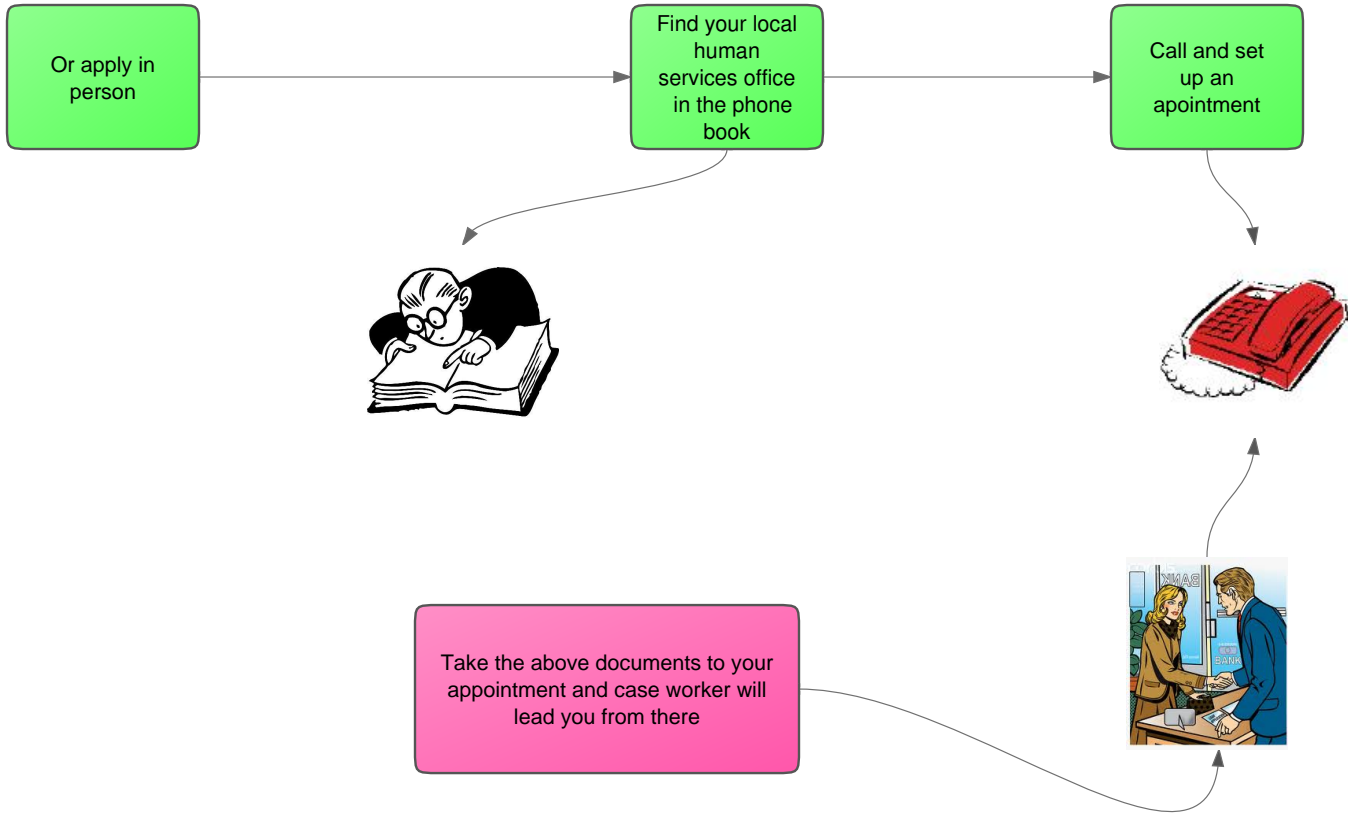 Or apply in
person
Find your local
human
services office
in the phone
book
Call and set
up an
apointment
BANK
BANK
Take the above documents to your
appointment and case worker will
lead you from there